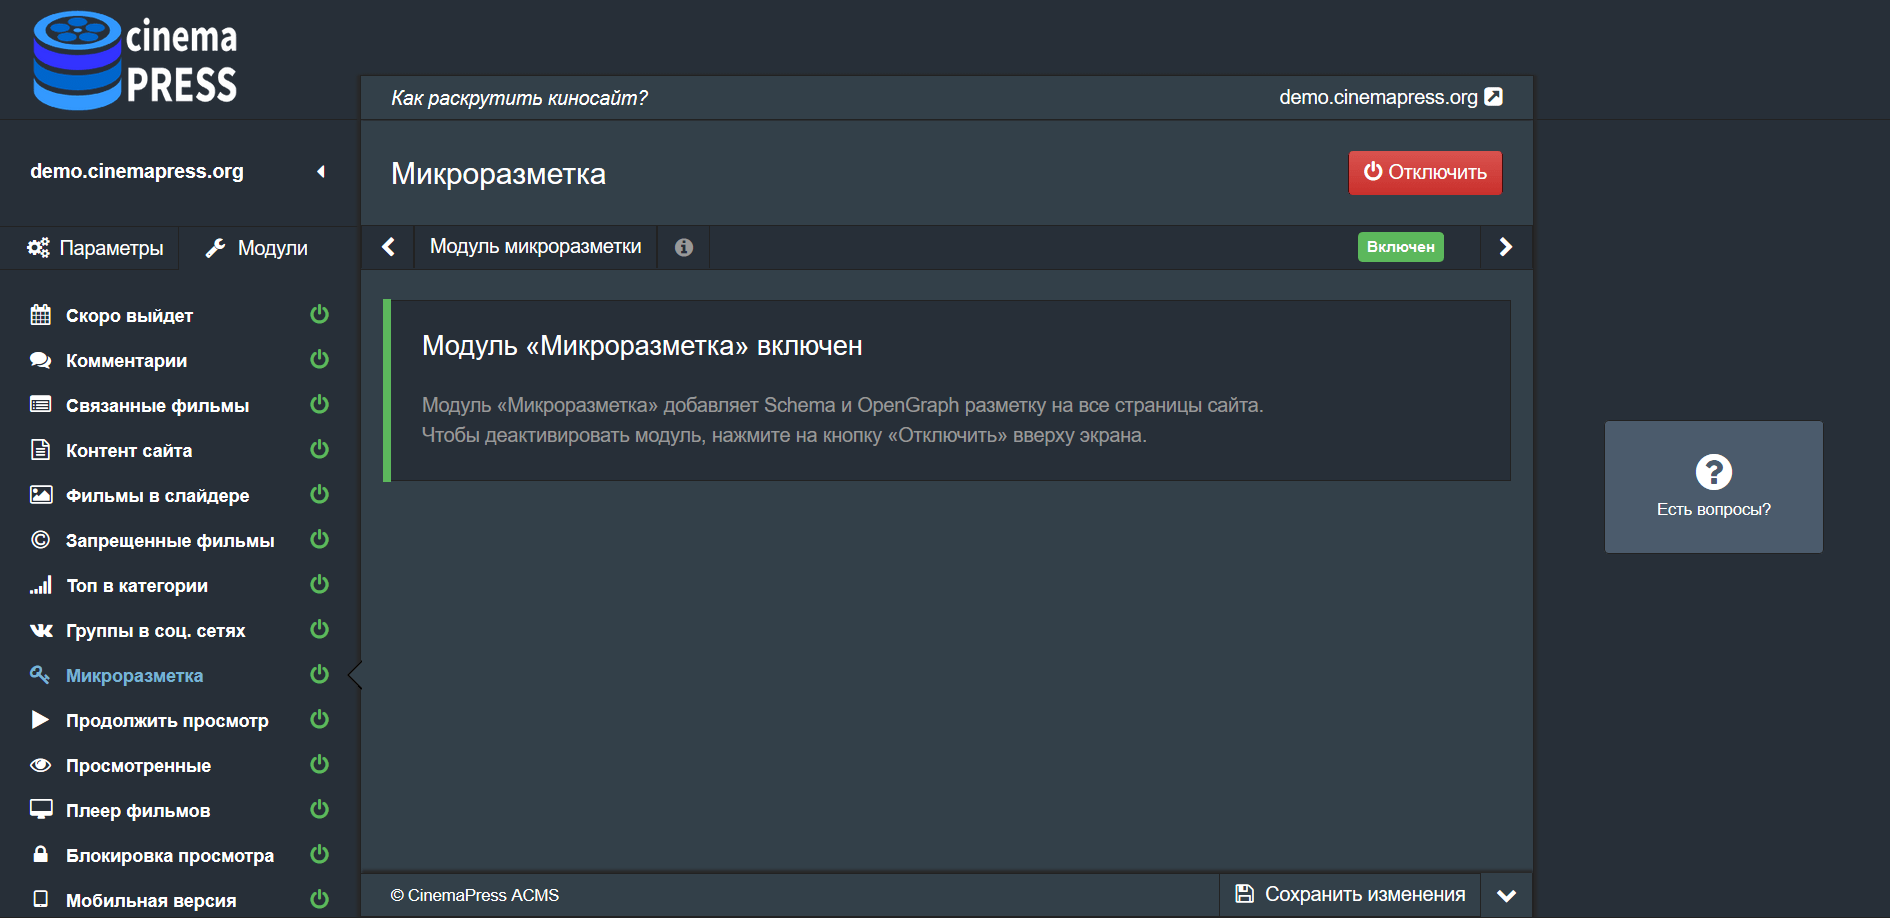 cinema
PRESS
demo.cinemapress.org
Параметры
Модули
Скоро выйдет
Комментарии
Связанные фильмы
Контент сайта
Фильмы в слайдере
Запрещенные фильмы
Топ в категории
Группы в соц. сетях
Микроразметка
Продолжить просмотр
Просмотренные
Плеер фильмов
Блокировка просмотра
Мобильная версия
Как раскрутить киносайт?
demo.cinemapress.org
Микроразметка
Отключить
Модуль микроразметки
Включен
Модуль «Микроразметка» включен
Модуль «Микроразметка» добавляет Schema и OpenGraph разметку на все страницы сайта.
Чтобы деактивировать модуль, нажмите на кнопку «Отключить» вверху экрана.
© CinemaPress ACMS
Сохранить изменения
Есть вопросы?